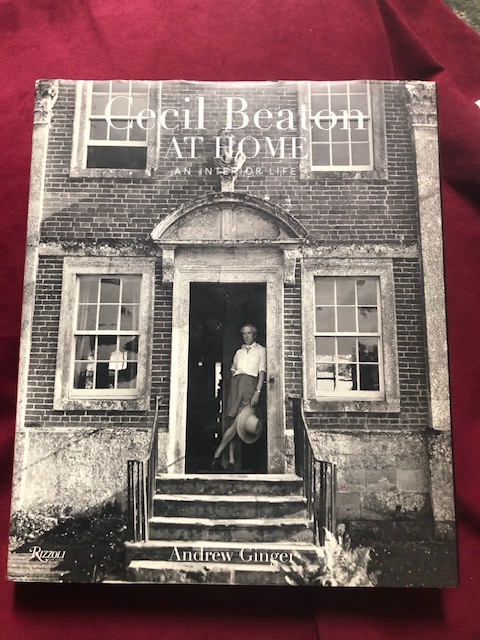 Cecil Beaton
AT HOME
AN INTERIOR LIFE
Andrew Ginger
RIZZOLI